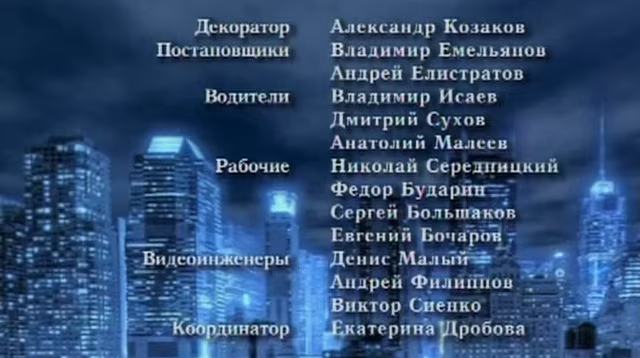 Декоратор Александр Козаков
Постановщики Владимир Емельянов
Андрей Елистратов
Водители Владимир Исаев
Дмитрий Сухов
Анатолий Малеев
Рабочие Николай Середницкий
Федор Бударин
Сергей Большаков
Евгений Бочаров
Видеоинженеры Денис Малый
Андрей Филиппов
Виктор Сиенко
Координатор Екатерина Дробова